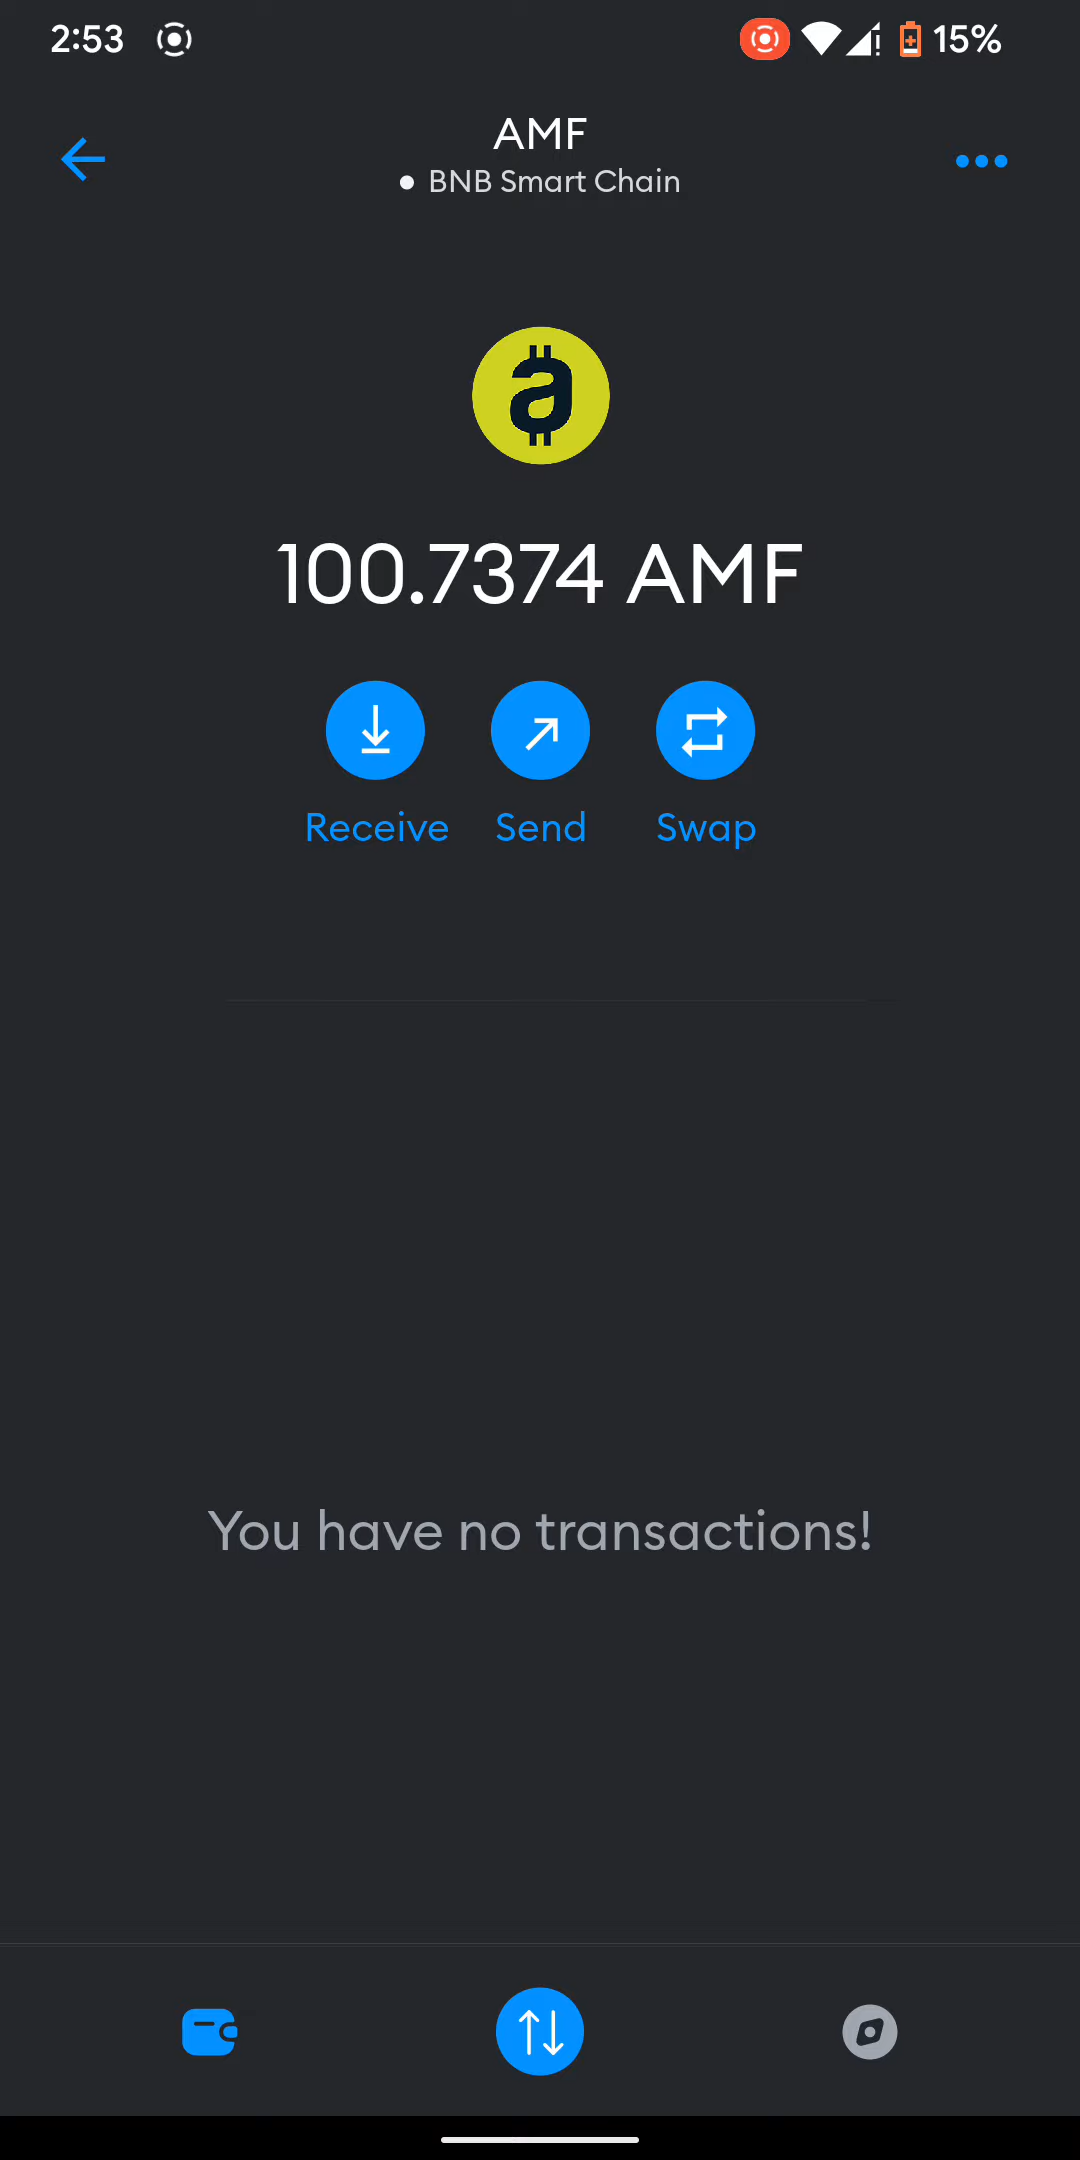 2:53
15%
AMF
BNB Smart Chain
100.7374 AMF
Receive
Send
Swap
You have no transactions!